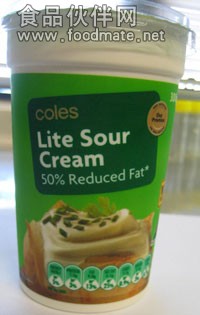 食品伙伴网
www.foodmate.net
coles
Lite Sour
Cream
50% Reduced Fat*